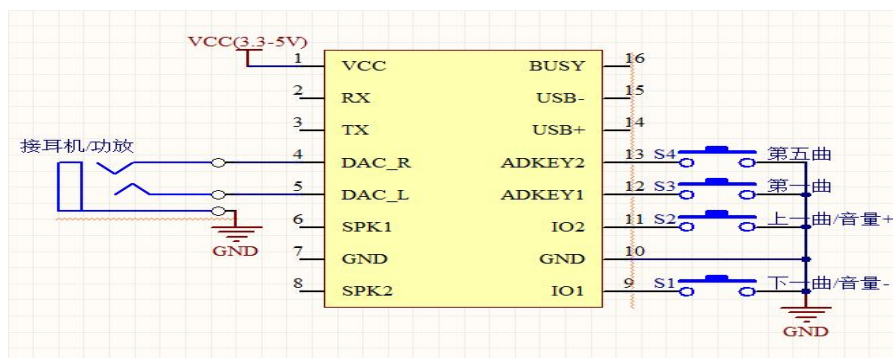 VCC(3.3-5V)
1 VCC BUSY 16
2 RX USB- 15
3 TX USB+ 14
接耳机/功放
4 DAC_R ADKEY2 13 S4 第五曲
5 DAC_L ADKEY1 12 S3 第一曲
6 SPK1 IO2 11 S2 上一曲/音量+
GND
7 GND GND 10
8 SPK2 IO1 9 S1 下一曲/音量-
GND